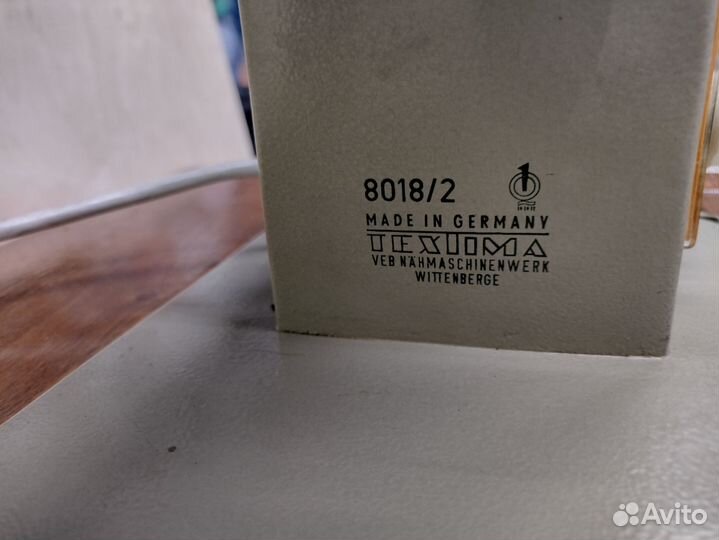 8018/2
MADE IN GERMANY
TEXTIMA
VEB NÄHMASCHINENWERK
WITTENBERGE
Avito